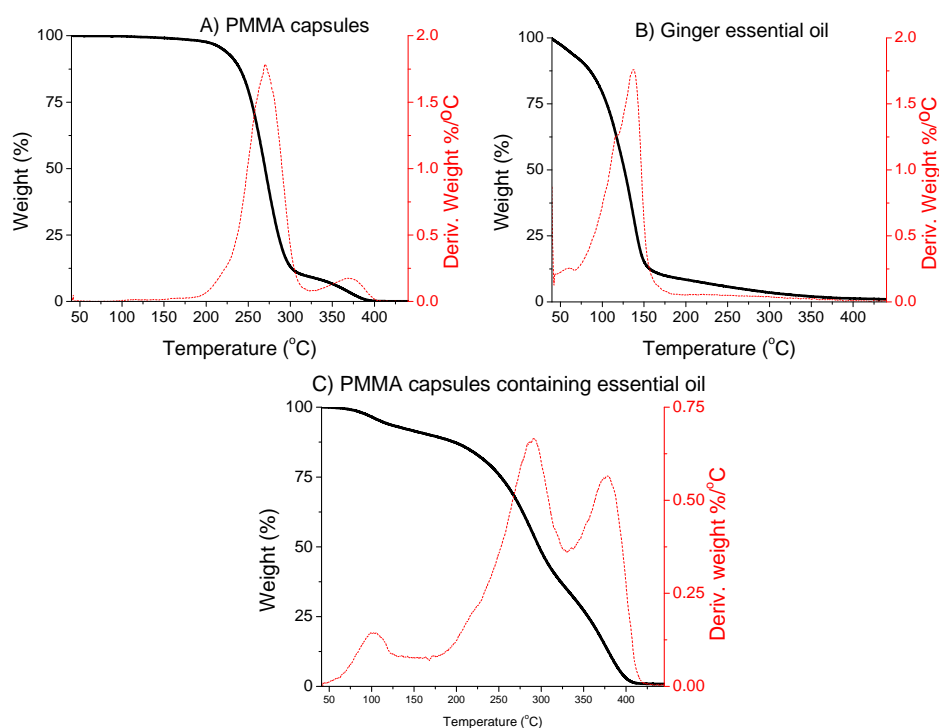 A) PMMA capsules
100
75
50
25
0
Weight (%)
2.0
1.5
1.0
0.5
0.0
Deriv. Weight %/°C
50 100 150 200 250 300 350 400
Temperature (°C)
B) Ginger essential oil
100
75
50
25
0
Weight (%)
2.0
1.5
1.0
0.5
0.0
Deriv. Weight %/°C
50 100 150 200 250 300 350 400
Temperature (°C)
C) PMMA capsules containing essential oil
100
75
50
25
0
Weight (%)
0.75
0.50
0.25
0.00
Deriv. weight %/°C
50 100 150 200 250 300 350 400
Temperature (°C)